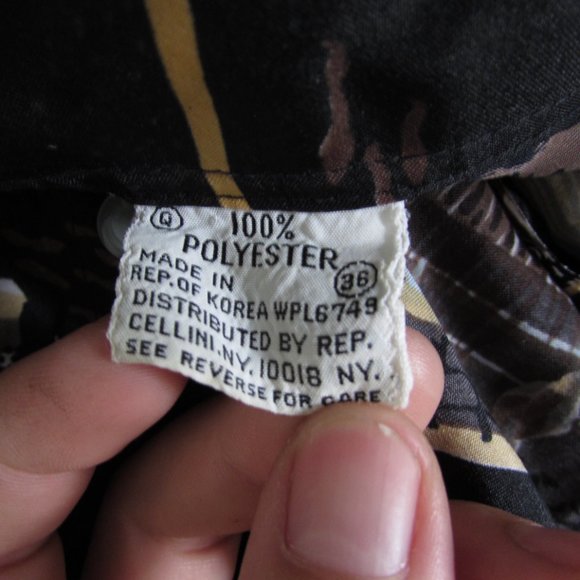 Q 100%
POLYESTER
MADE IN 36
REP. OF KOREA WPL6749
DISTRIBUTED BY REP.
CELLINI.NY. 10018 NY.
SEE REVERSE FOR CARE